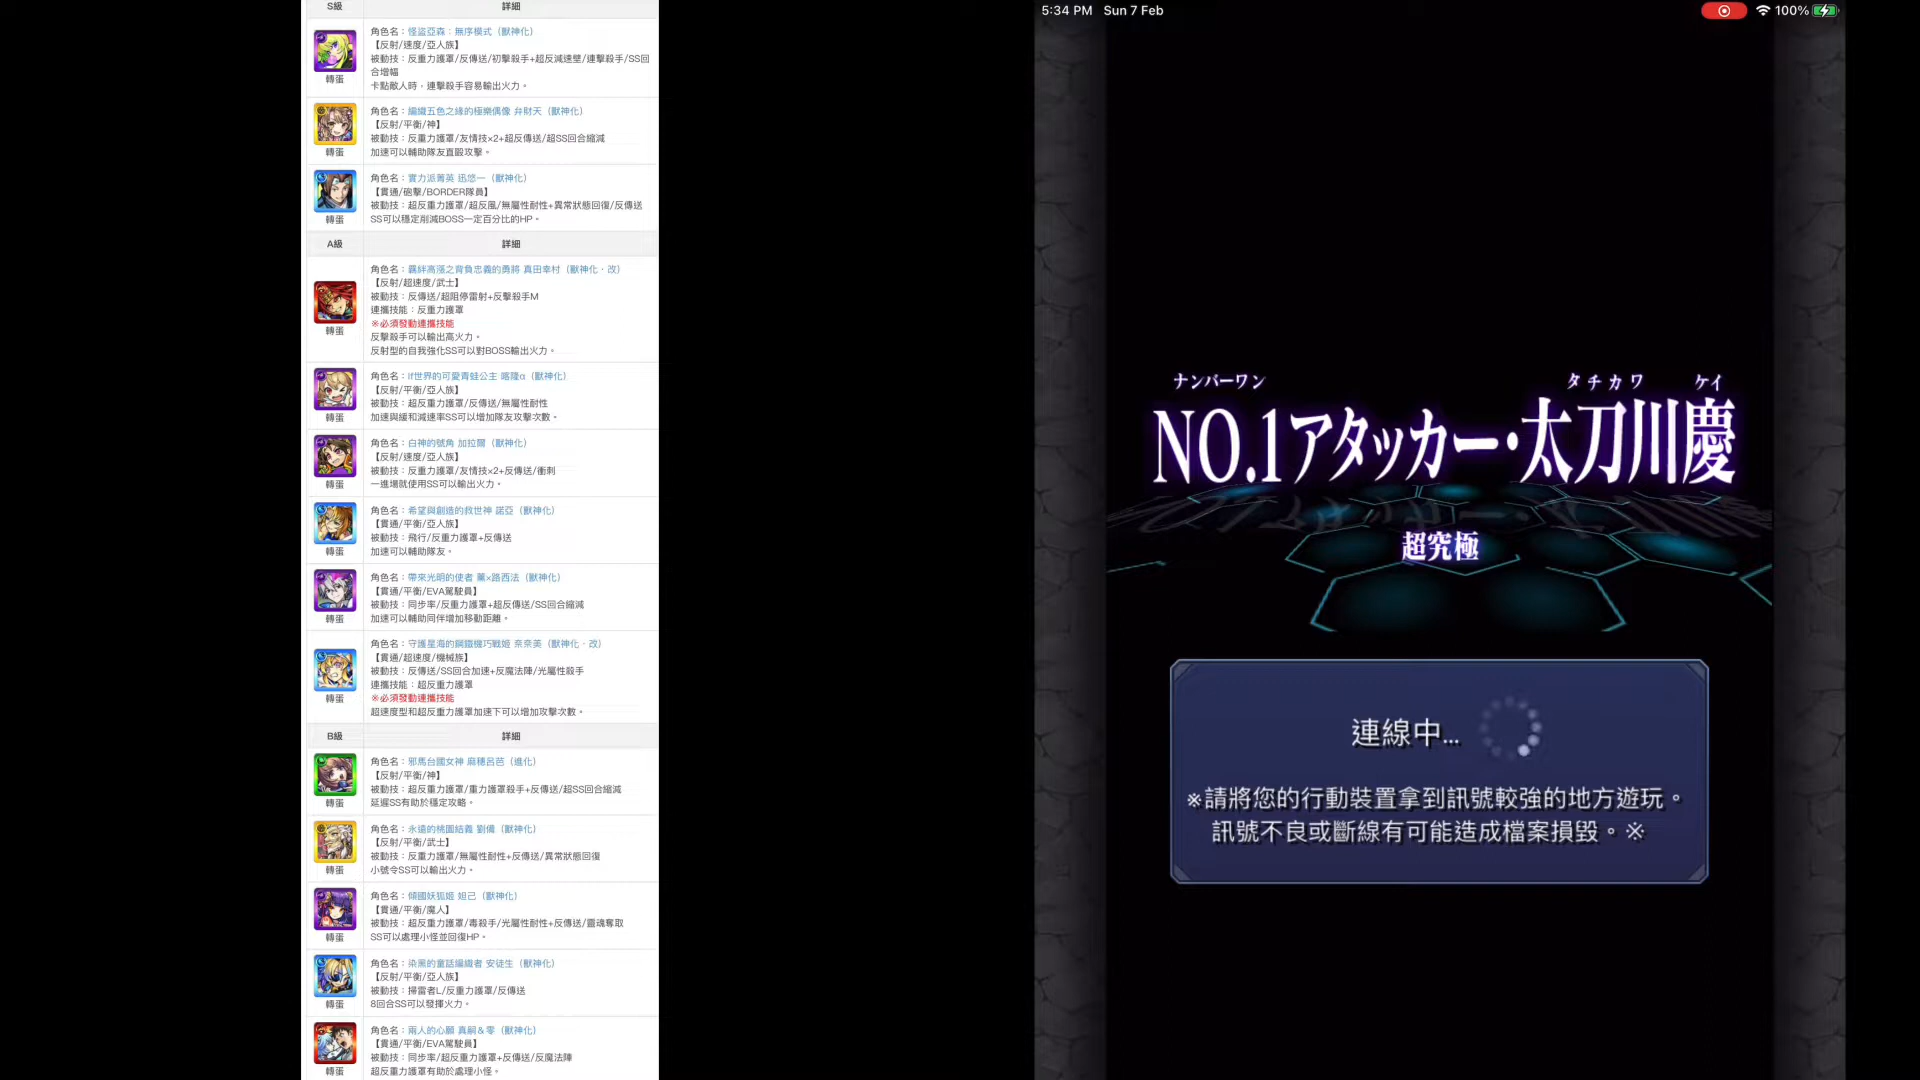 S級 詳細
角色名：怪盜亞森：無序模式（獸神化）
【反射/速度/亞人族】
被動技：反重力護罩/反傳送/初擊殺手+超反減速壁/連擊殺手/SS回
合增幅
卡點敵人時，連擊殺手容易輸出火力。
轉蛋
角色名：編織五色之緣的極樂偶像 弁財天（獸神化）
【反射/平衡/神】
被動技：反重力護罩/友情技×2+超反傳送/超SS回合縮減
加速可以輔助隊友直毆攻擊。
轉蛋
角色名：實力派菁英 迅悠一（獸神化）
【貫通/砲擊/BORDER隊員】
被動技：超反重力護罩/超反風/無屬性耐性+異常狀態回復/反傳送
SS可以穩定削減BOSS一定百分比的HP。
轉蛋
A級 詳細
角色名：羈絆高漲之背負忠義的勇將 真田幸村（獸神化・改）
【反射/超速度/武士】
被動技：反傳送/超阻停雷射+反擊殺手M
連攜技能：反重力護罩
※必須發動連攜技能
反擊殺手可以輸出高火力。
反射型的自我強化SS可以對BOSS輸出火力。
轉蛋
角色名：if世界的可愛青蛙公主 喀隆α（獸神化）
【反射/平衡/亞人族】
被動技：超反重力護罩/反傳送/無屬性耐性
加速與緩和減速率SS可以增加隊友攻擊次數。
轉蛋
角色名：白神的號角 加拉爾（獸神化）
【反射/速度/亞人族】
被動技：反重力護罩/友情技×2+反傳送/衝刺
一進場就使用SS可以輸出火力。
轉蛋
角色名：希望與創造的救世神 諾亞（獸神化）
【貫通/平衡/亞人族】
被動技：飛行/反重力護罩+反傳送
加速可以輔助隊友。
轉蛋
角色名：帶來光明的使者 薰×路西法（獸神化）
【貫通/平衡/EVA駕駛員】
被動技：同步率/反重力護罩+超反傳送/SS回合縮減
加速可以輔助同伴增加移動距離。
轉蛋
角色名：守護星海的鋼鐵機巧戰姬 奈奈美（獸神化・改）
【貫通/超速度/機械族】
被動技：反傳送/SS回合加速+反魔法陣/光屬性殺手
連攜技能：超反重力護罩
※必須發動連攜技能
超速度型和超反重力護罩加速下可以增加攻擊次數。
轉蛋
B級 詳細
角色名：邪馬台國女神 麻穗呂芭（進化）
【反射/平衡/神】
被動技：超反重力護罩/重力護罩殺手+反傳送/超SS回合縮減
延遲SS有助於穩定攻略。
轉蛋
角色名：永遠的桃園結義 劉備（獸神化）
【反射/平衡/武士】
被動技：反重力護罩/無屬性耐性+反傳送/異常狀態回復
小號令SS可以輸出火力。
轉蛋
角色名：傾國妖狐姬 妲己（獸神化）
【貫通/平衡/魔人】
被動技：超反重力護罩/毒殺手/光屬性耐性+反傳送/靈魂奪取
SS可以處理小怪並回復HP。
轉蛋
角色名：染黑的童話編織者 安徒生（獸神化）
【反射/平衡/亞人族】
被動技：掃雷者L/反重力護罩/反傳送
8回合SS可以發揮火力。
轉蛋
角色名：兩人的心願 真嗣＆零（獸神化）
【貫通/平衡/EVA駕駛員】
被動技：同步率/超反重力護罩+反傳送/反魔法陣
超反重力護罩有助於處理小怪。
轉蛋
5:34 PM Sun 7 Feb 100%
ナンバーワン タチカワ ケイ
NO.1アタッカー・太刀川慶
超究極
連線中...
※請將您的行動裝置拿到訊號較強的地方遊玩。
訊號不良或斷線有可能造成檔案損毀。※